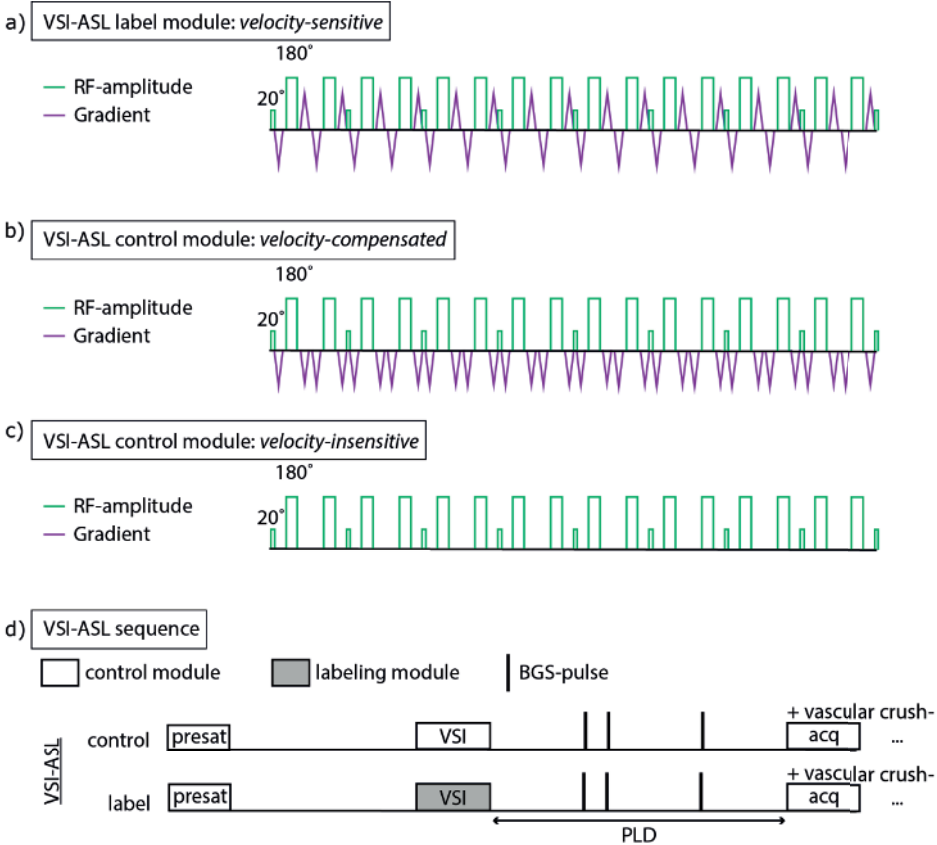 a) VSI-ASL label module: velocity-sensitive
180°
RF-amplitude
20°
Gradient
b) VSI-ASL control module: velocity-compensated
180°
RF-amplitude
20°
Gradient
c) VSI-ASL control module: velocity-insensitive
180°
RF-amplitude
20°
Gradient
d) VSI-ASL sequence
control module labeling module BGS-pulse
+ vascular crush-
VSI-ASL
control presat VSI acq ...
+ vascular crush-
label presat VSI acq ...
PLD